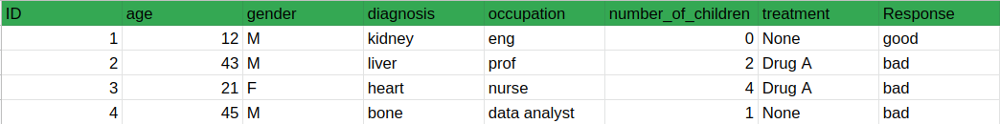 ID age gender diagnosis occupation number_of_children treatment Response
1 12 M kidney eng 0 None good
2 43 M liver prof 2 Drug A bad
3 21 F heart nurse 4 Drug A bad
4 45 M bone data analyst 1 None bad